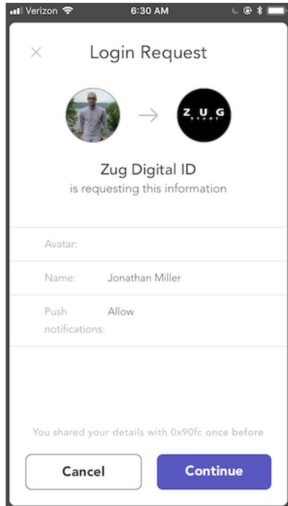 Verizon 6:30 AM
Login Request
ZUG
Zug Digital ID
is requesting this information
Avatar:
Name: Jonathan Miller
Push Allow
notifications:
You shared your details with 0x90fc once before
Cancel Continue